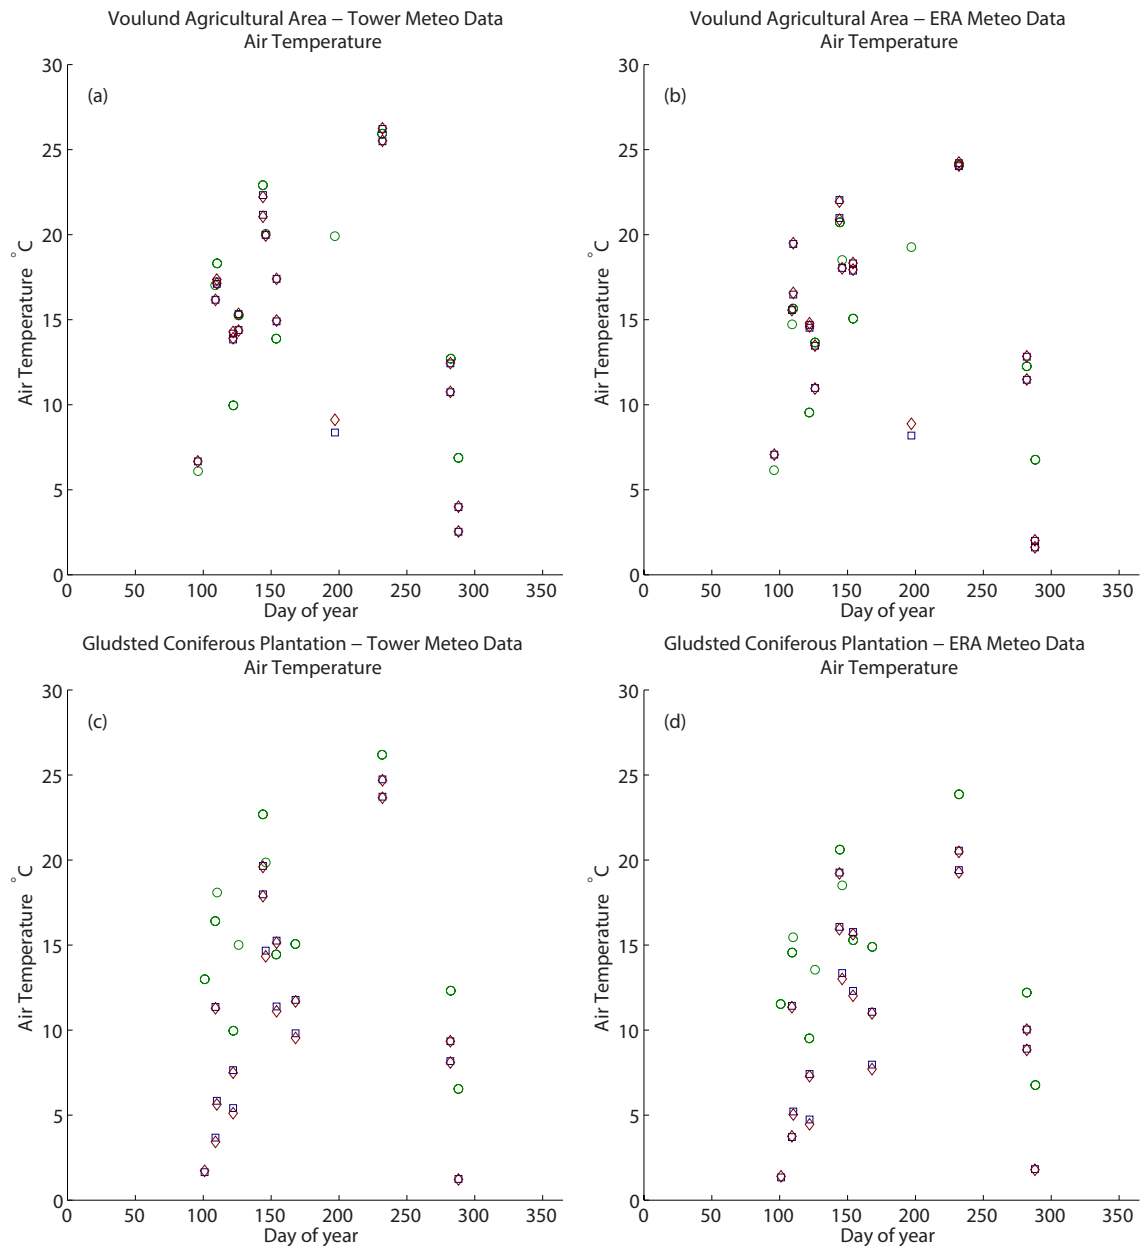 Voulund Agricultural Area – Tower Meteo Data
Air Temperature
(a)
30
25
20
15
10
5
0
Air Temperature °C
0 50 100 150 200 250 300 350
Day of year
Voulund Agricultural Area – ERA Meteo Data
Air Temperature
(b)
30
25
20
15
10
5
0
Air Temperature °C
0 50 100 150 200 250 300 350
Day of year
Gludsted Coniferous Plantation – Tower Meteo Data
Air Temperature
(c)
30
25
20
15
10
5
0
Air Temperature °C
0 50 100 150 200 250 300 350
Day of year
Gludsted Coniferous Plantation – ERA Meteo Data
Air Temperature
(d)
30
25
20
15
10
5
0
Air Temperature °C
0 50 100 150 200 250 300 350
Day of year